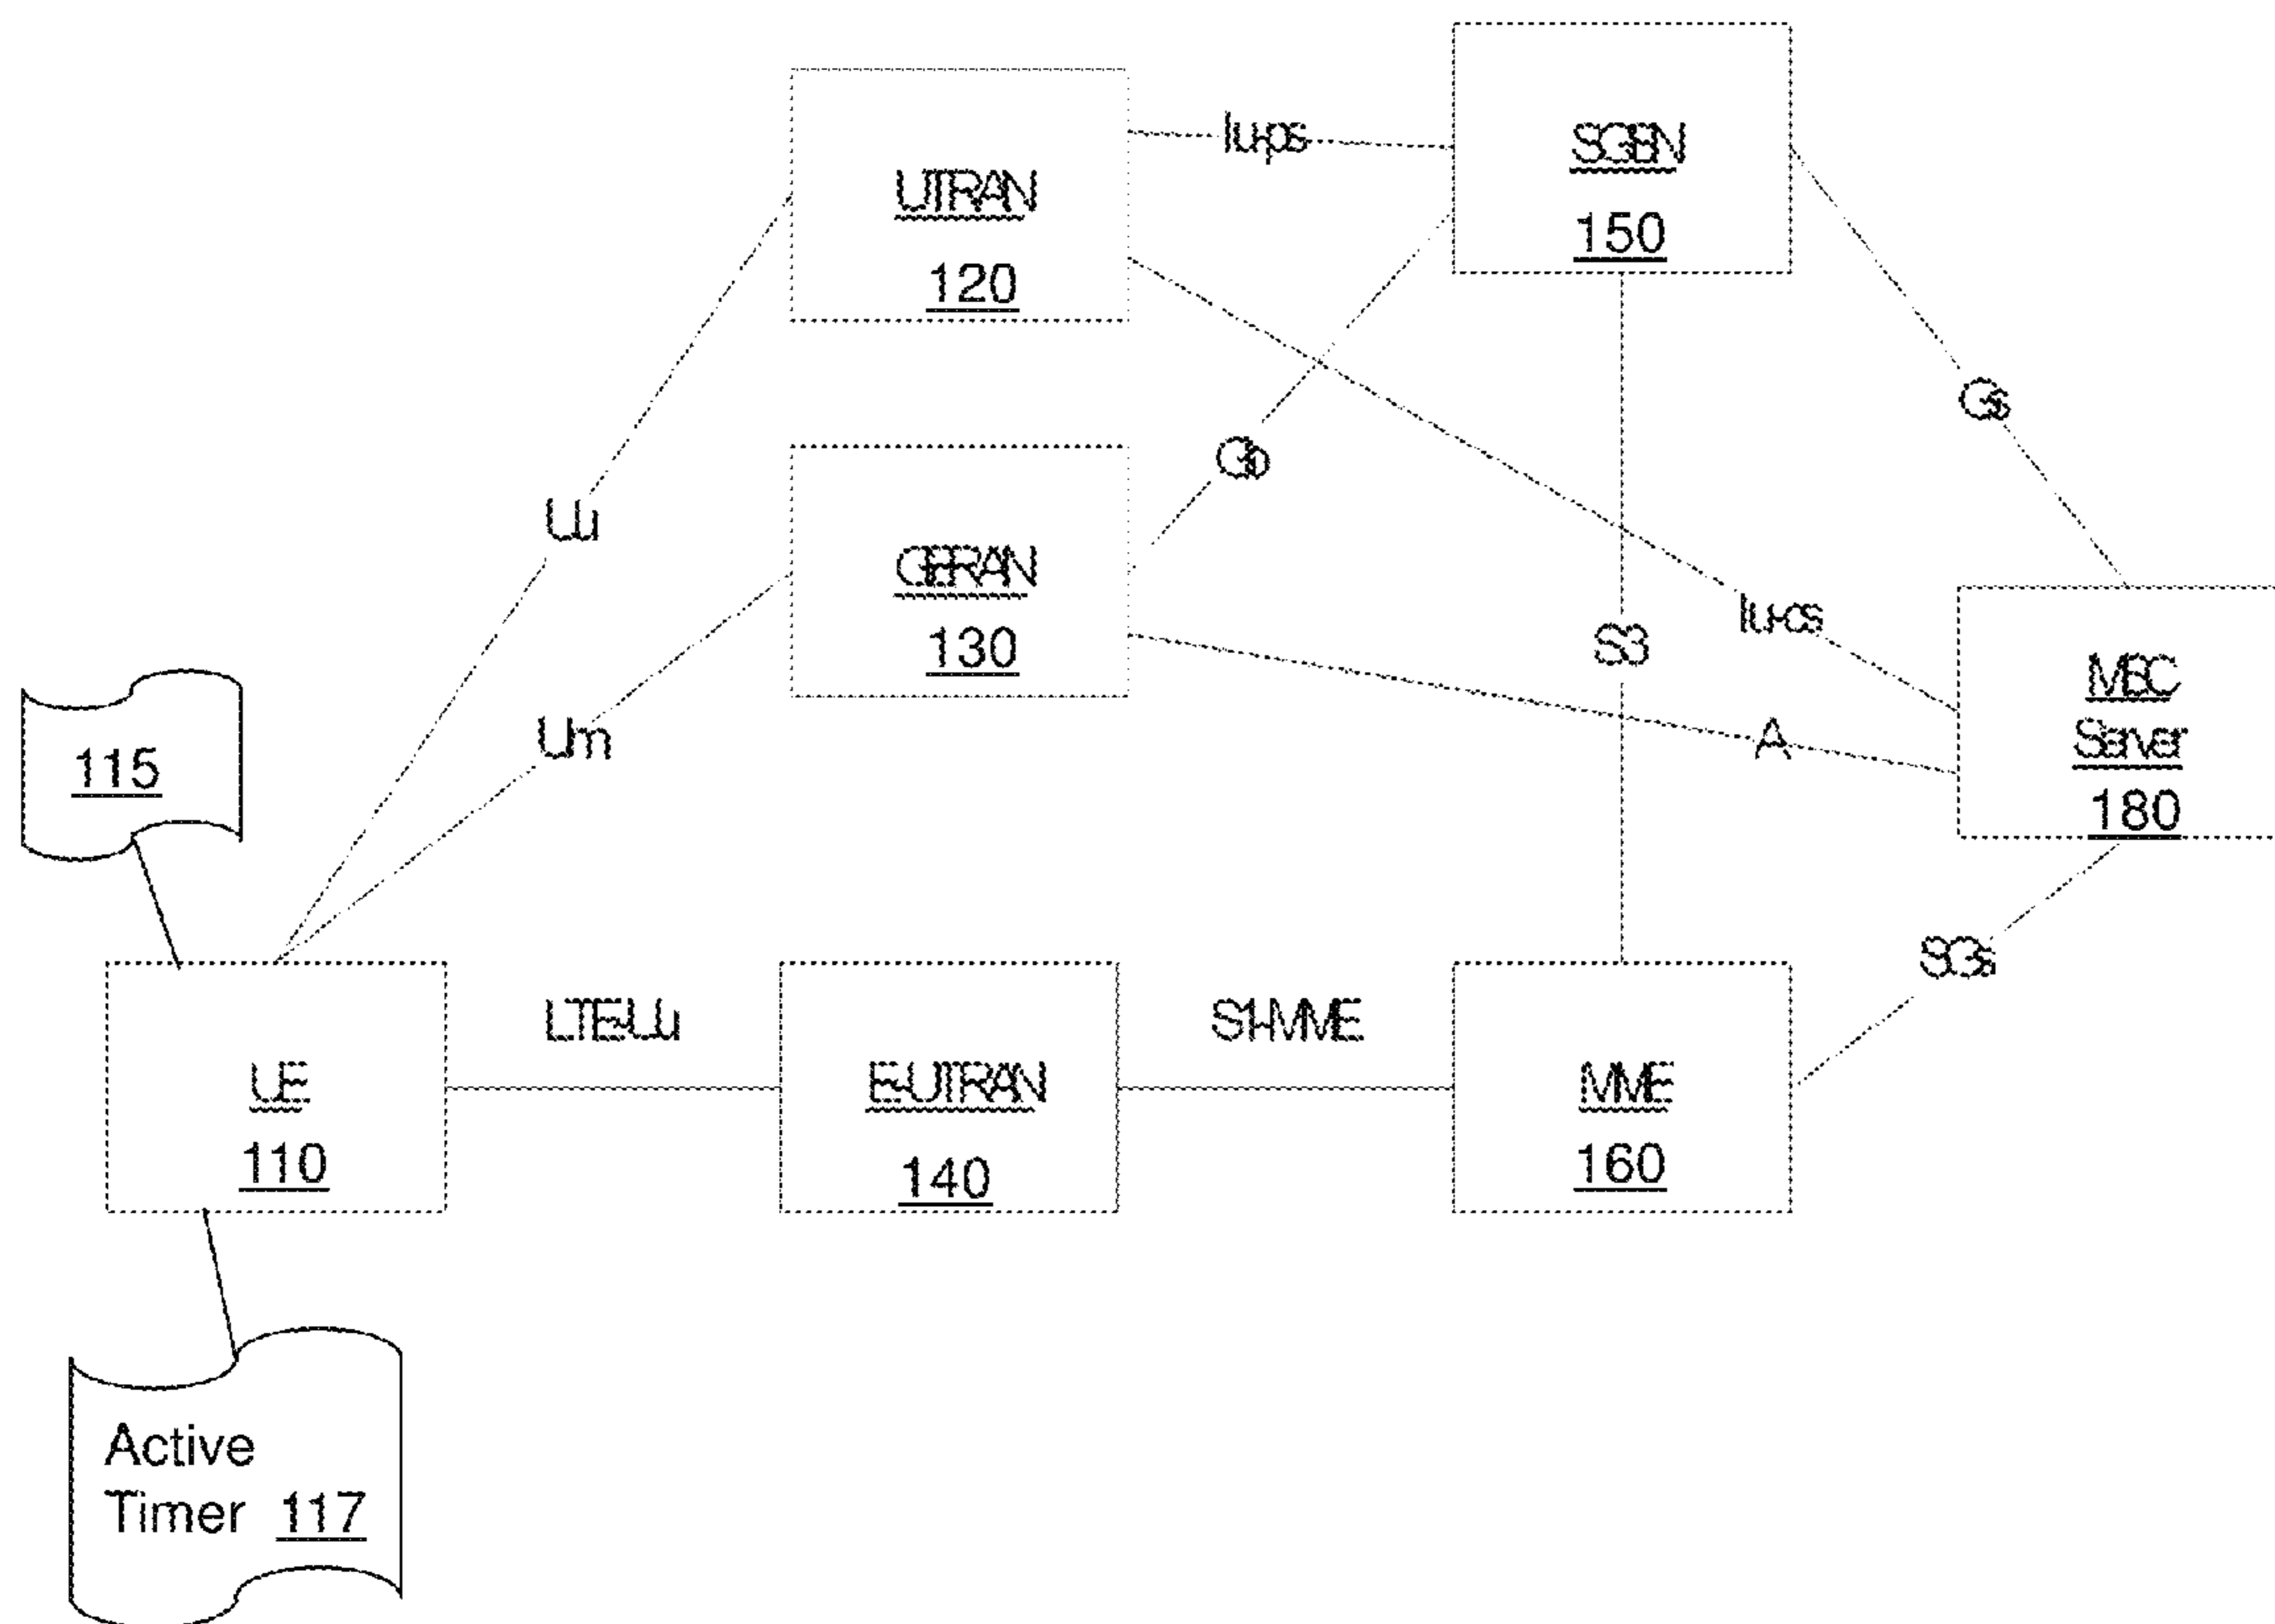 UTRAN
120
Iu-ps
SGSN
150
Gs
Uu
GERAN
130
Gb
Iu-cs
S3
A
MSC
Server
180
115
Um
SGs
UE
110
LTE-Uu
E-UTRAN
140
S1-MME
MME
160
Active
Timer 117